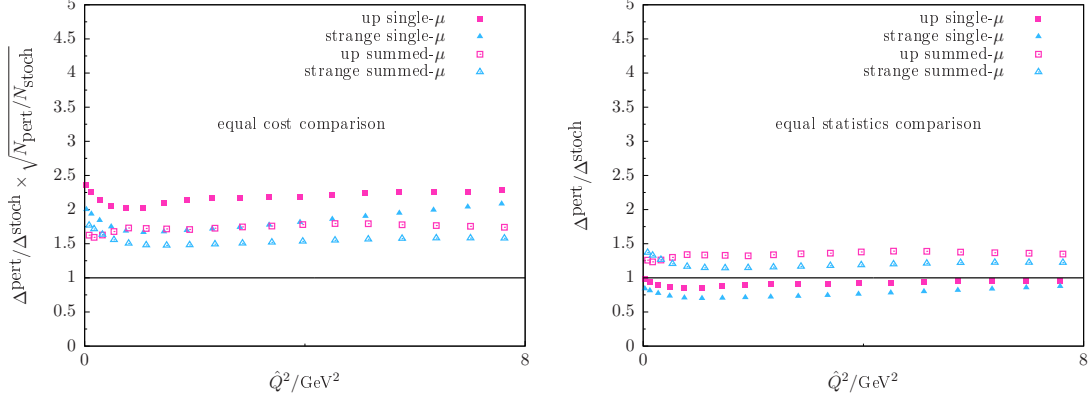 5
4.5
4
3.5
3
2.5
2
1.5
1
0.5
0
0
8
Δ^pert/Δ^stoch × √N_pert/N_stoch
Q̂²/GeV²
up single-μ
strange single-μ
up summed-μ
strange summed-μ
equal cost comparison
5
4.5
4
3.5
3
2.5
2
1.5
1
0.5
0
0
8
Δ^pert/Δ^stoch
Q̂²/GeV²
up single-μ
strange single-μ
up summed-μ
strange summed-μ
equal statistics comparison